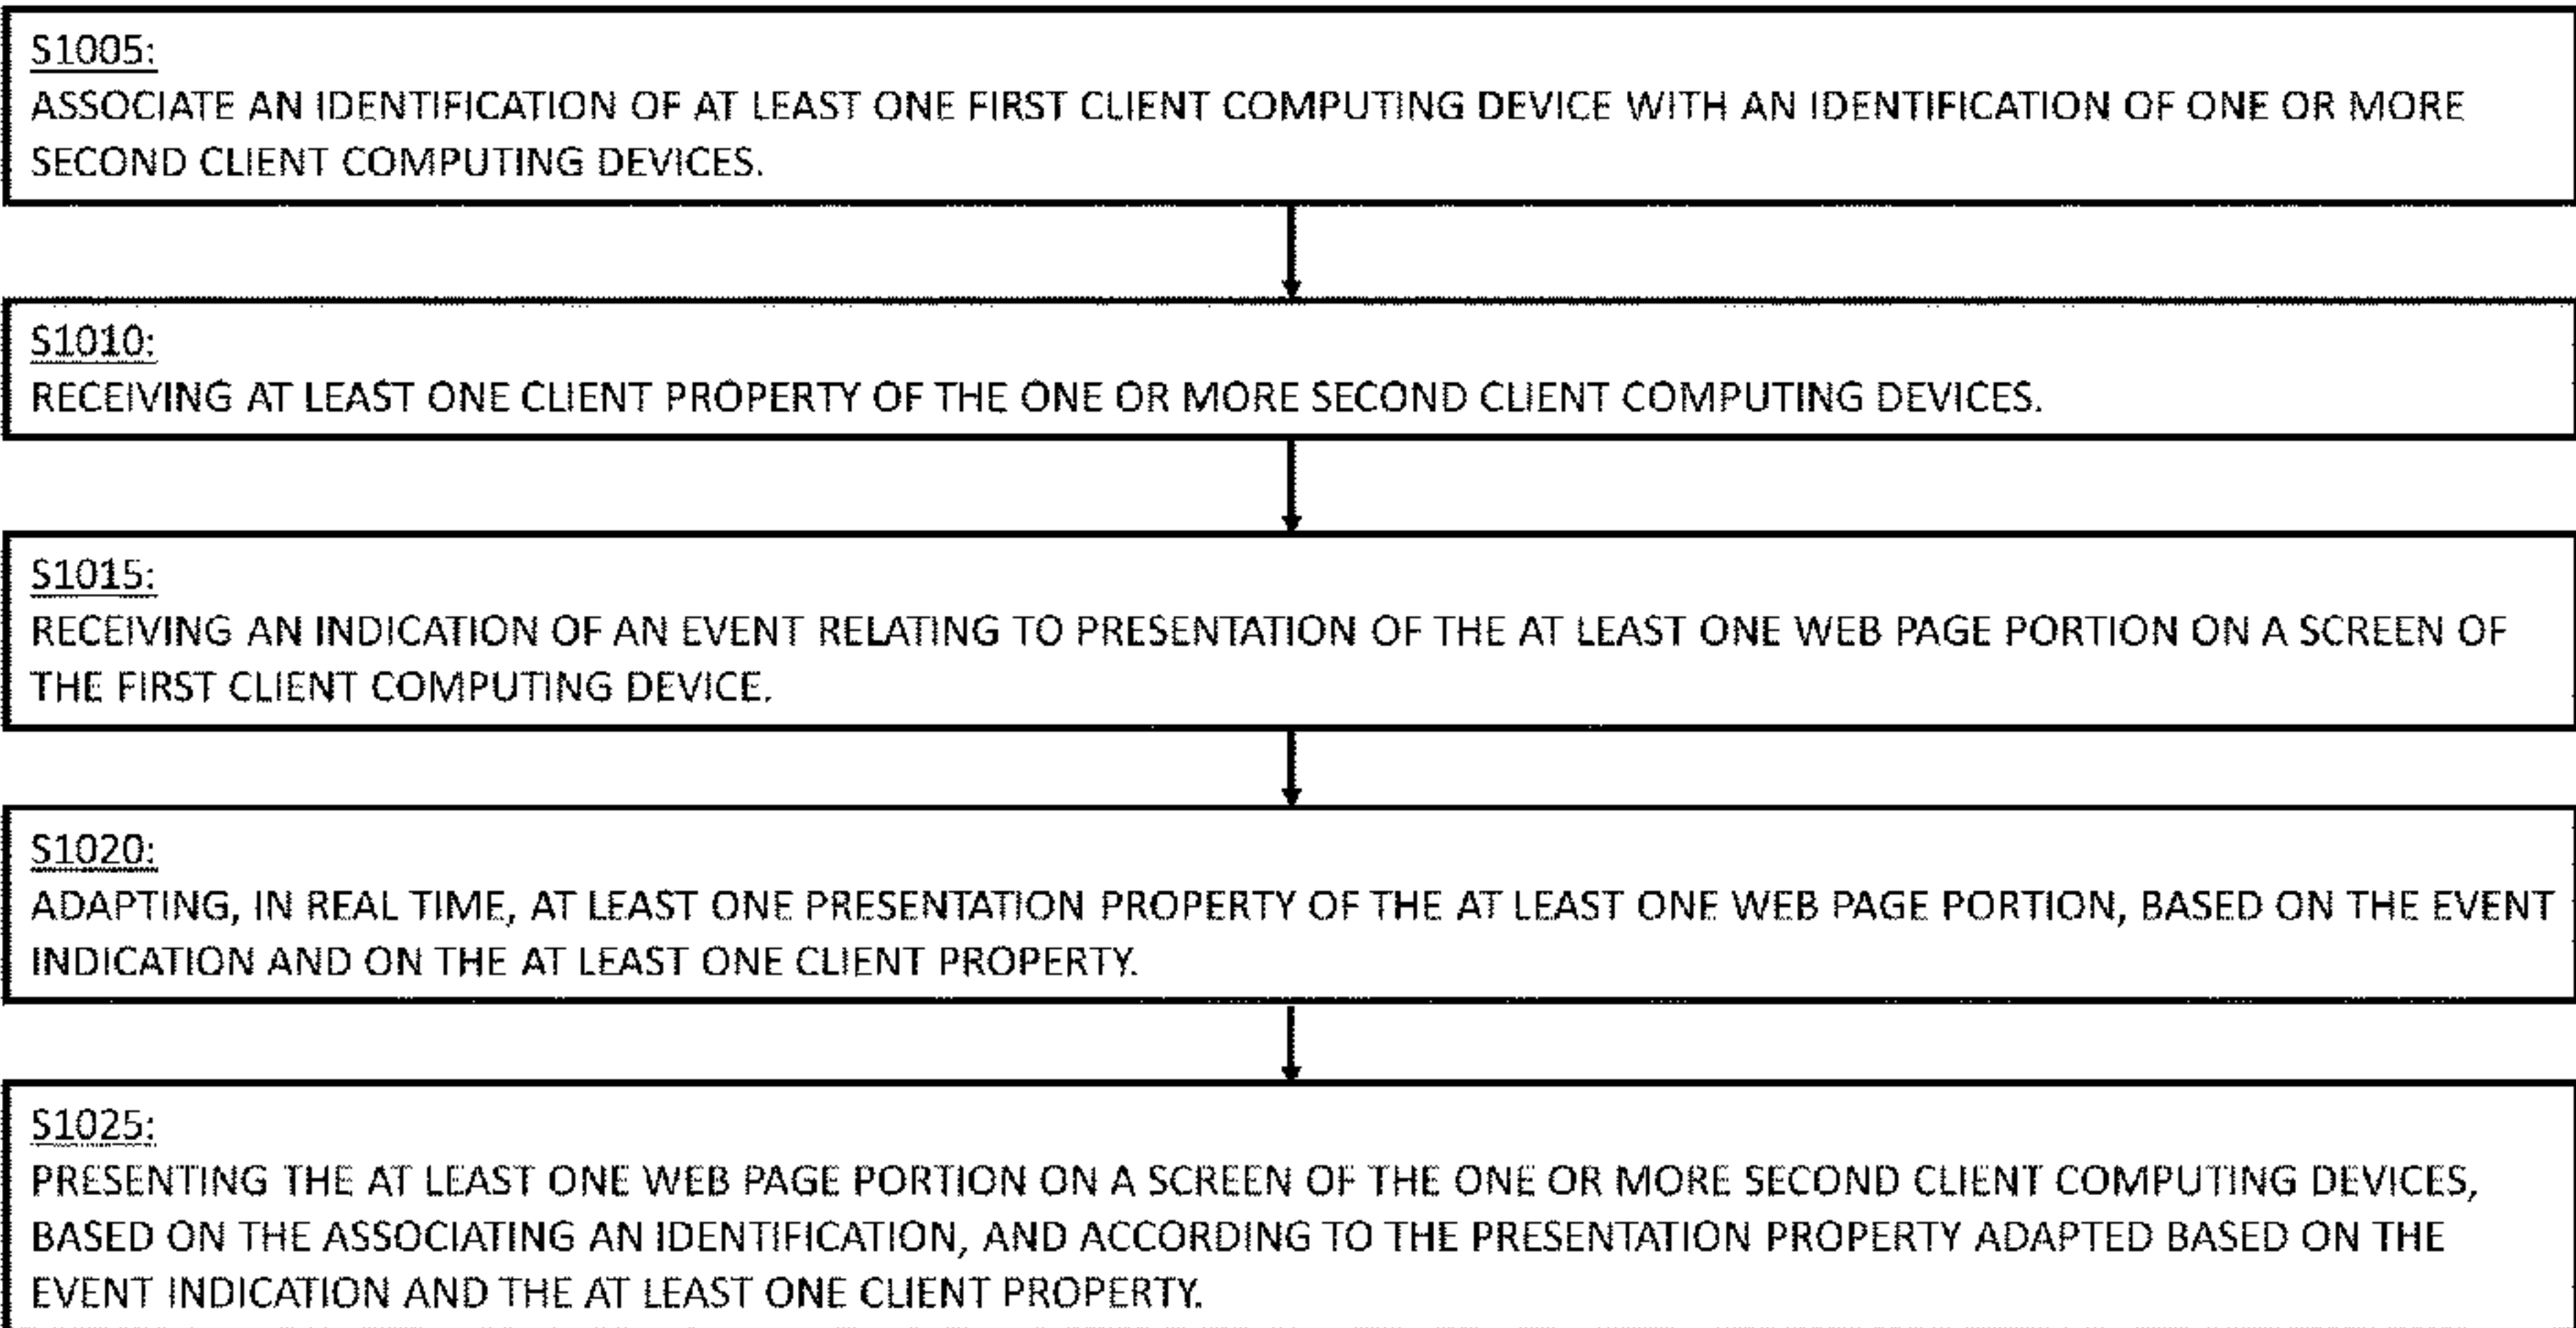 S1005:
ASSOCIATE AN IDENTIFICATION OF AT LEAST ONE FIRST CLIENT COMPUTING DEVICE WITH AN IDENTIFICATION OF ONE OR MORE
SECOND CLIENT COMPUTING DEVICES.
S1010:
RECEIVING AT LEAST ONE CLIENT PROPERTY OF THE ONE OR MORE SECOND CLIENT COMPUTING DEVICES.
S1015:
RECEIVING AN INDICATION OF AN EVENT RELATING TO PRESENTATION OF THE AT LEAST ONE WEB PAGE PORTION ON A SCREEN OF
THE FIRST CLIENT COMPUTING DEVICE.
S1020:
ADAPTING, IN REAL TIME, AT LEAST ONE PRESENTATION PROPERTY OF THE AT LEAST ONE WEB PAGE PORTION, BASED ON THE EVENT
INDICATION AND ON THE AT LEAST ONE CLIENT PROPERTY.
S1025:
PRESENTING THE AT LEAST ONE WEB PAGE PORTION ON A SCREEN OF THE ONE OR MORE SECOND CLIENT COMPUTING DEVICES,
BASED ON THE ASSOCIATING AN IDENTIFICATION, AND ACCORDING TO THE PRESENTATION PROPERTY ADAPTED BASED ON THE
EVENT INDICATION AND THE AT LEAST ONE CLIENT PROPERTY.